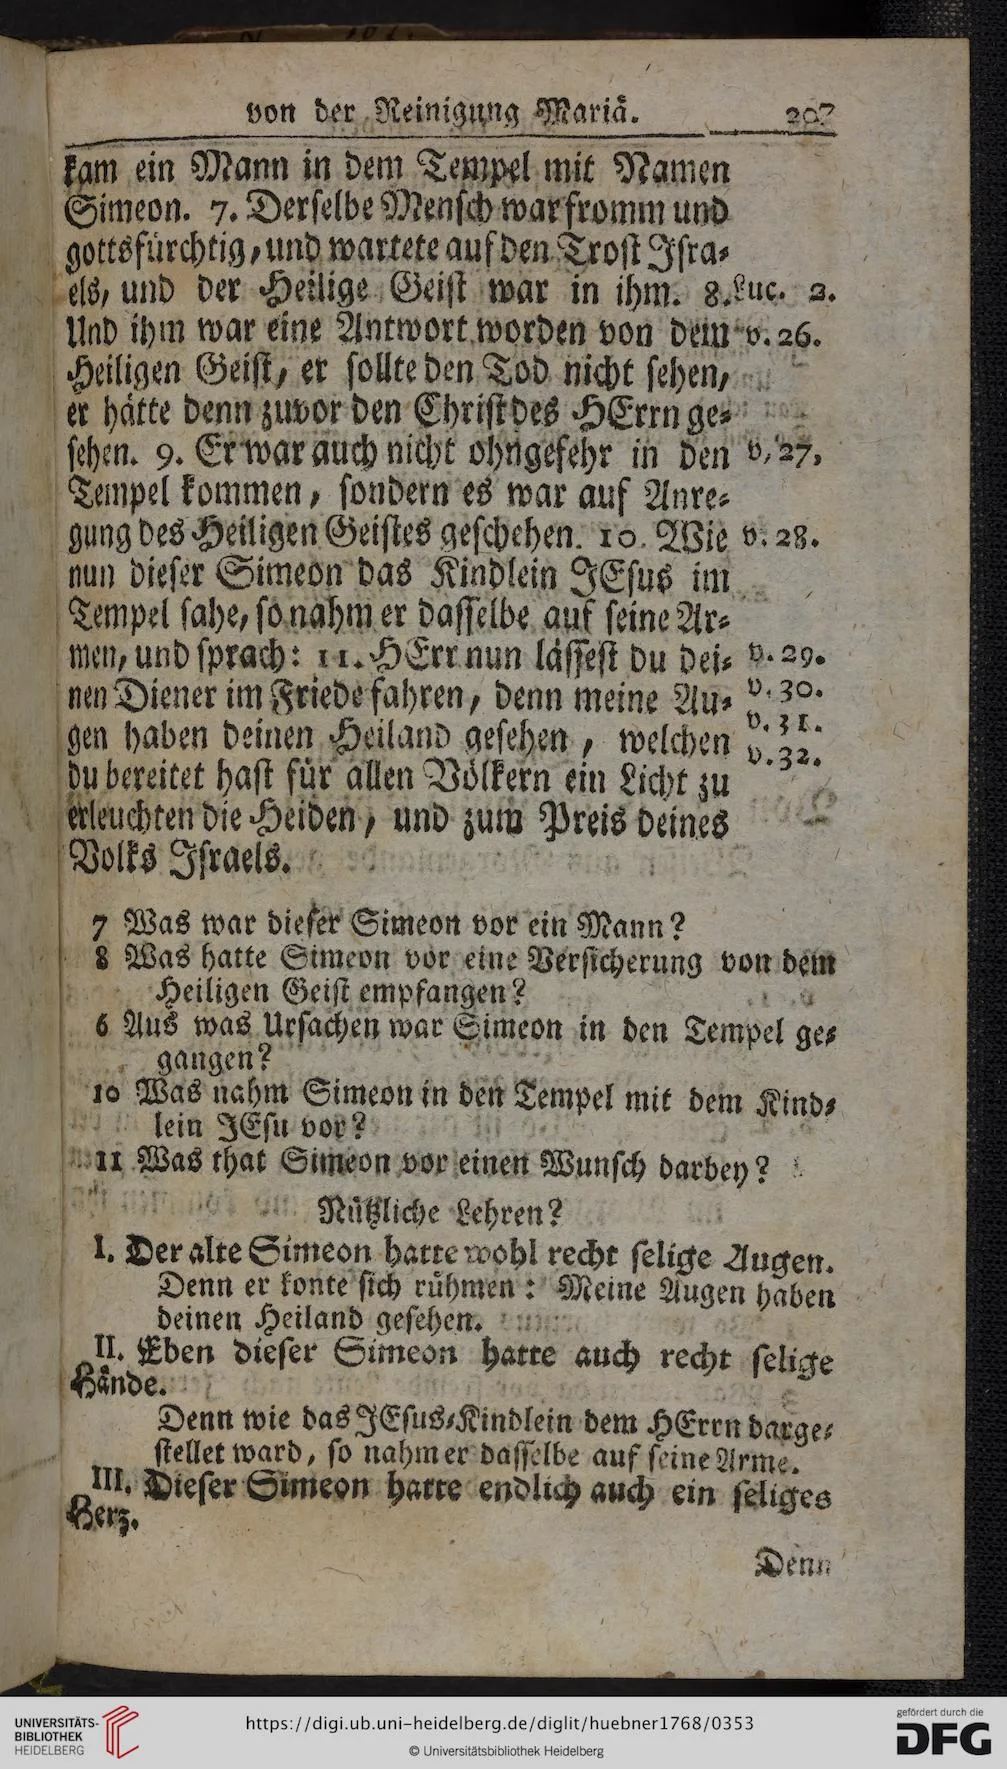 von der Reinigung Mariä. 207
kam ein Mann in dem Tempel mit Namen
Simeon. 7. Derselbe Mensch war fromm und
gottsfürchtig, und wartete auf den Trost Isra-
els, und der Heilige Geist war in ihm. 8. Luc. 2.
Und ihm war eine Antwort worden von dem v. 26.
Heiligen Geist, er sollte den Tod nicht sehen,
er hätte denn zuvor den Christ des HErrn ge-
sehen. 9. Er war auch nicht ohngefehr in den v. 27.
Tempel kommen, sondern es war auf Anre-
gung des Heiligen Geistes geschehen. 10. Wie v. 28.
nun dieser Simeon das Kindlein JEsus im
Tempel sahe, so nahm er dasselbe auf seine Ar-
men, und sprach: 11. HErr nun lässest du dei- v. 29.
nen Diener im Friede fahren, denn meine Au- v. 30.
gen haben deinen Heiland gesehen, welchen v. 31.
du bereitet hast für allen Völkern ein Licht zu v. 32.
erleuchten die Heiden, und zum Preis deines
Volks Israels.
7 Was war dieser Simeon vor ein Mann?
8 Was hatte Simeon vor eine Versicherung von dem
Heiligen Geist empfangen?
6 Aus was Ursachen war Simeon in den Tempel ge-
gangen?
10 Was nahm Simeon in den Tempel mit dem Kind-
lein JEsu vor?
11 Was that Simeon vor einen Wunsch darbey?
Nützliche Lehren?
I. Der alte Simeon hatte wohl recht selige Augen.
Denn er konte sich rühmen: Meine Augen haben
deinen Heiland gesehen.
II. Eben dieser Simeon hatte auch recht selige
Hände.
Denn wie das JEsus-Kindlein dem HErrn darge-
stellet ward, so nahm er dasselbe auf seine Arme.
III. Dieser Simeon hatte endlich auch ein seliges
Herz.
Denn
UNIVERSITÄTS-
BIBLIOTHEK
HEIDELBERG
https://digi.ub.uni-heidelberg.de/diglit/huebner1768/0353
© Universitätsbibliothek Heidelberg
gefördert durch die
DFG